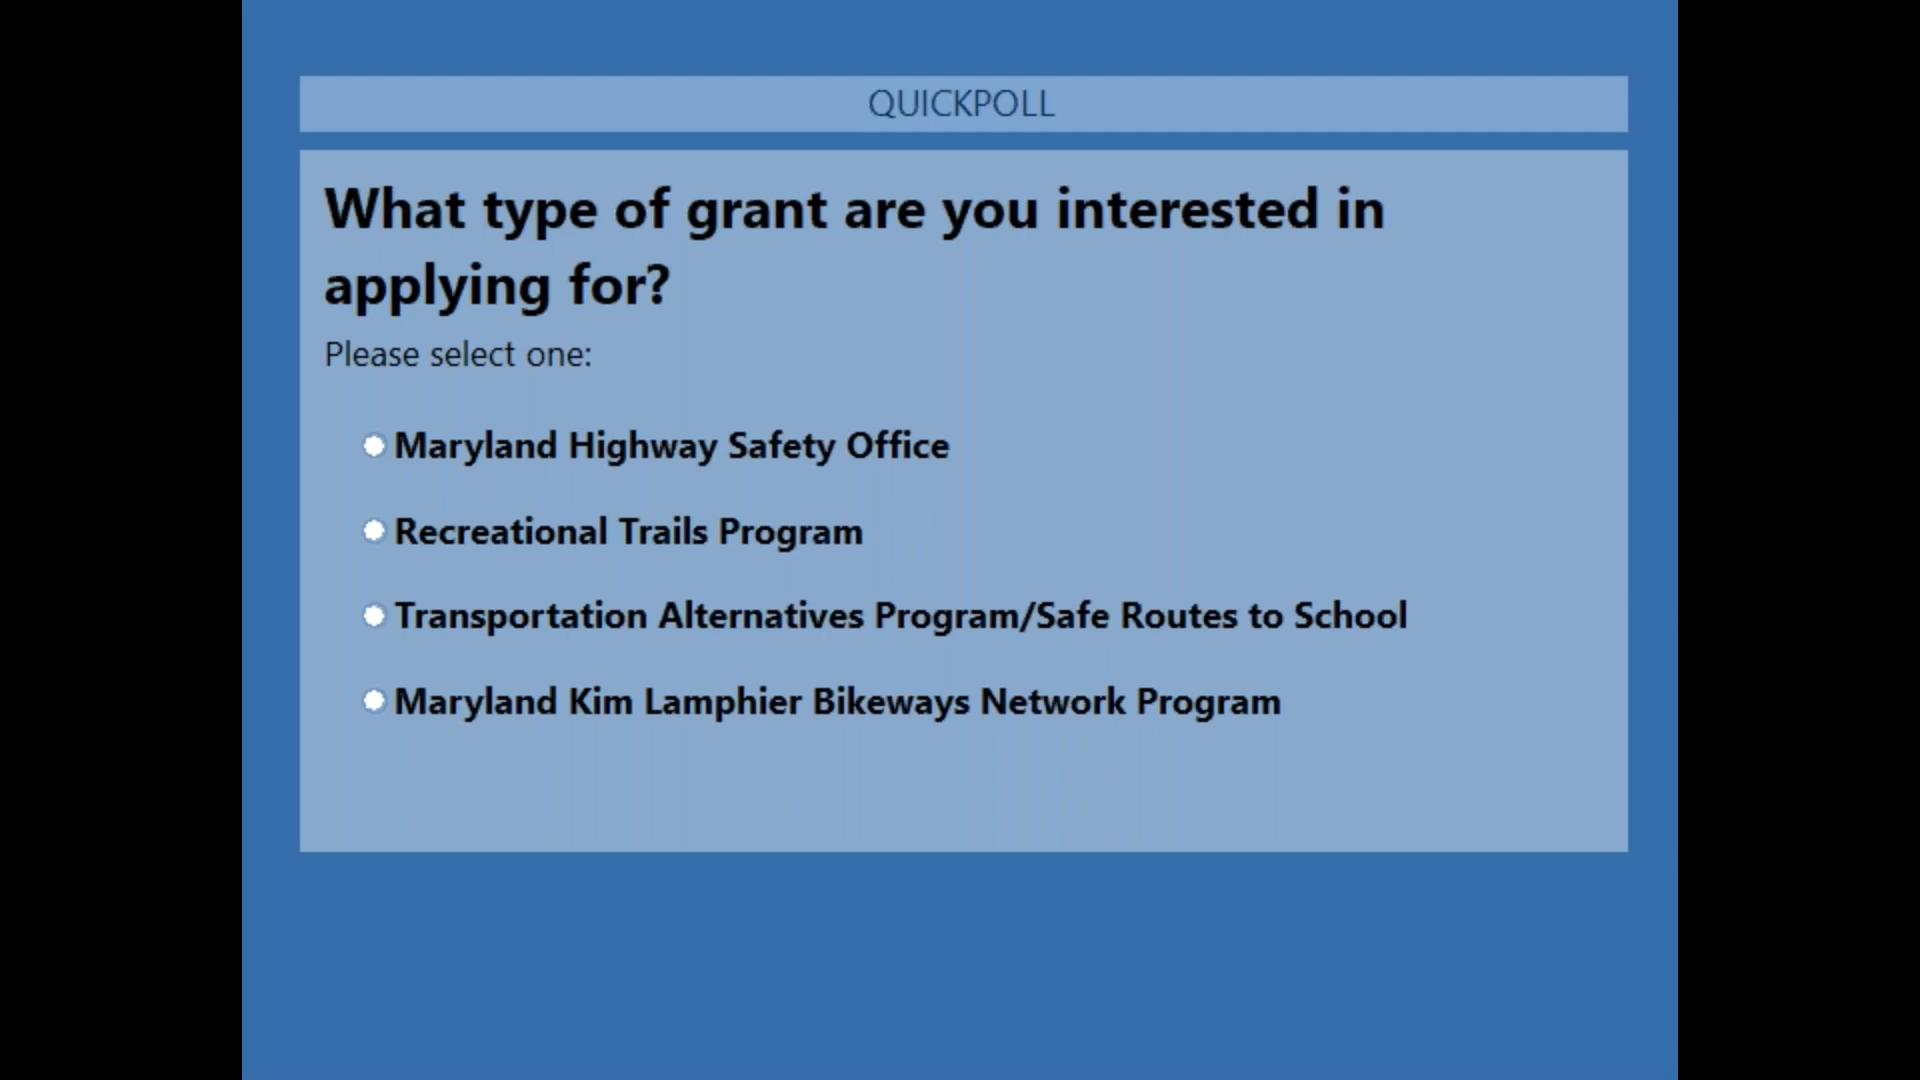 QUICKPOLL
What type of grant are you interested in
applying for?
Please select one:
Maryland Highway Safety Office
Recreational Trails Program
Transportation Alternatives Program/Safe Routes to School
Maryland Kim Lamphier Bikeways Network Program